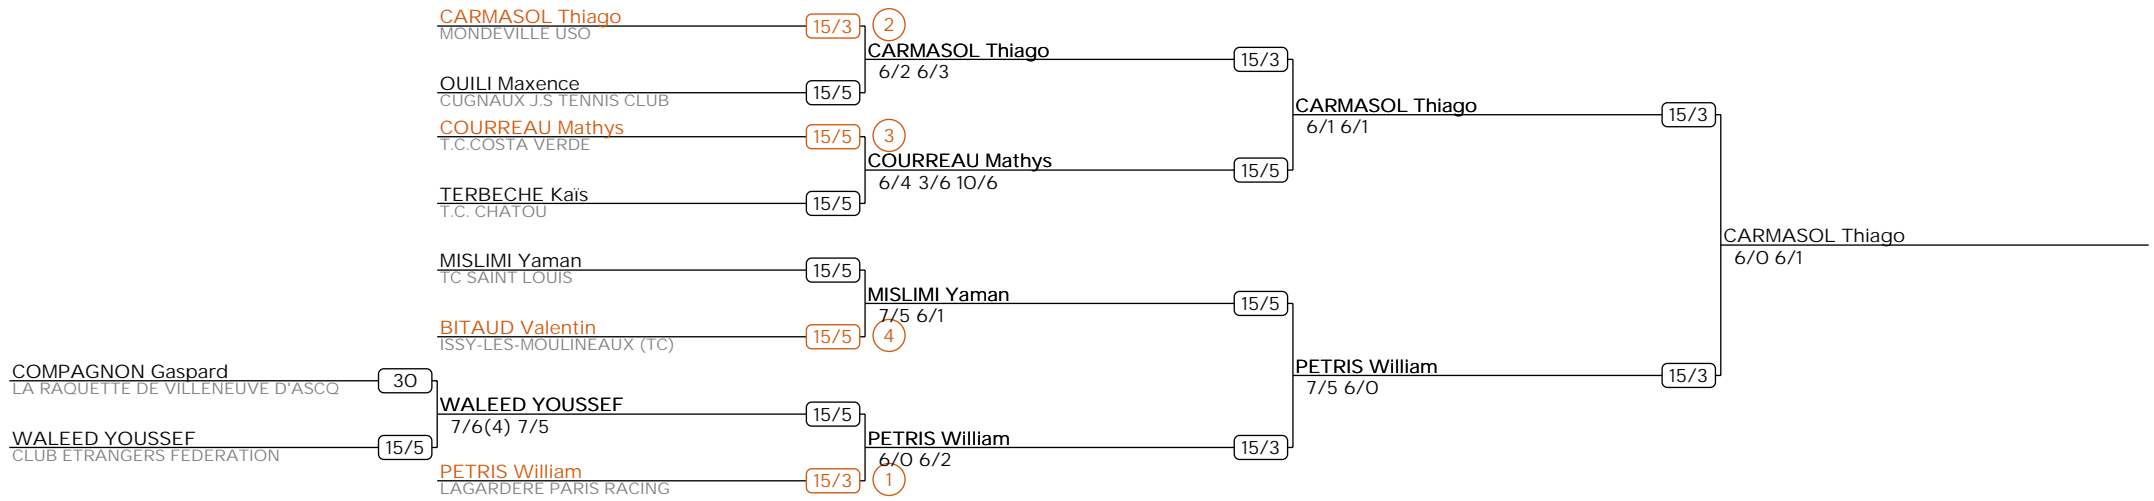 CARMASOL Thiago
MONDEVILLE USO
15/3
2
CARMASOL Thiago
6/2 6/3
15/3
OUILI Maxence
CUGNAUX J.S TENNIS CLUB
15/5
CARMASOL Thiago
6/1 6/1
15/3
COURREAU Mathys
T.C.COSTA VERDE
15/5
3
COURREAU Mathys
6/4 3/6 10/6
15/5
TERBECHE Kaïs
T.C. CHATOU
15/5
CARMASOL Thiago
6/0 6/1
MISLIMI Yaman
TC SAINT LOUIS
15/5
MISLIMI Yaman
7/5 6/1
15/5
BITAUD Valentin
ISSY-LES-MOULINEAUX (TC)
15/5
4
PETRIS William
7/5 6/0
15/3
COMPAGNON Gaspard
LA RAQUETTE DE VILLENEUVE D'ASCQ
30
WALEED YOUSSEF
7/6(4) 7/5
15/5
WALEED YOUSSEF
CLUB ETRANGERS FEDERATION
15/5
PETRIS William
6/0 6/2
15/3
PETRIS William
LAGARDERE PARIS RACING
15/3
1